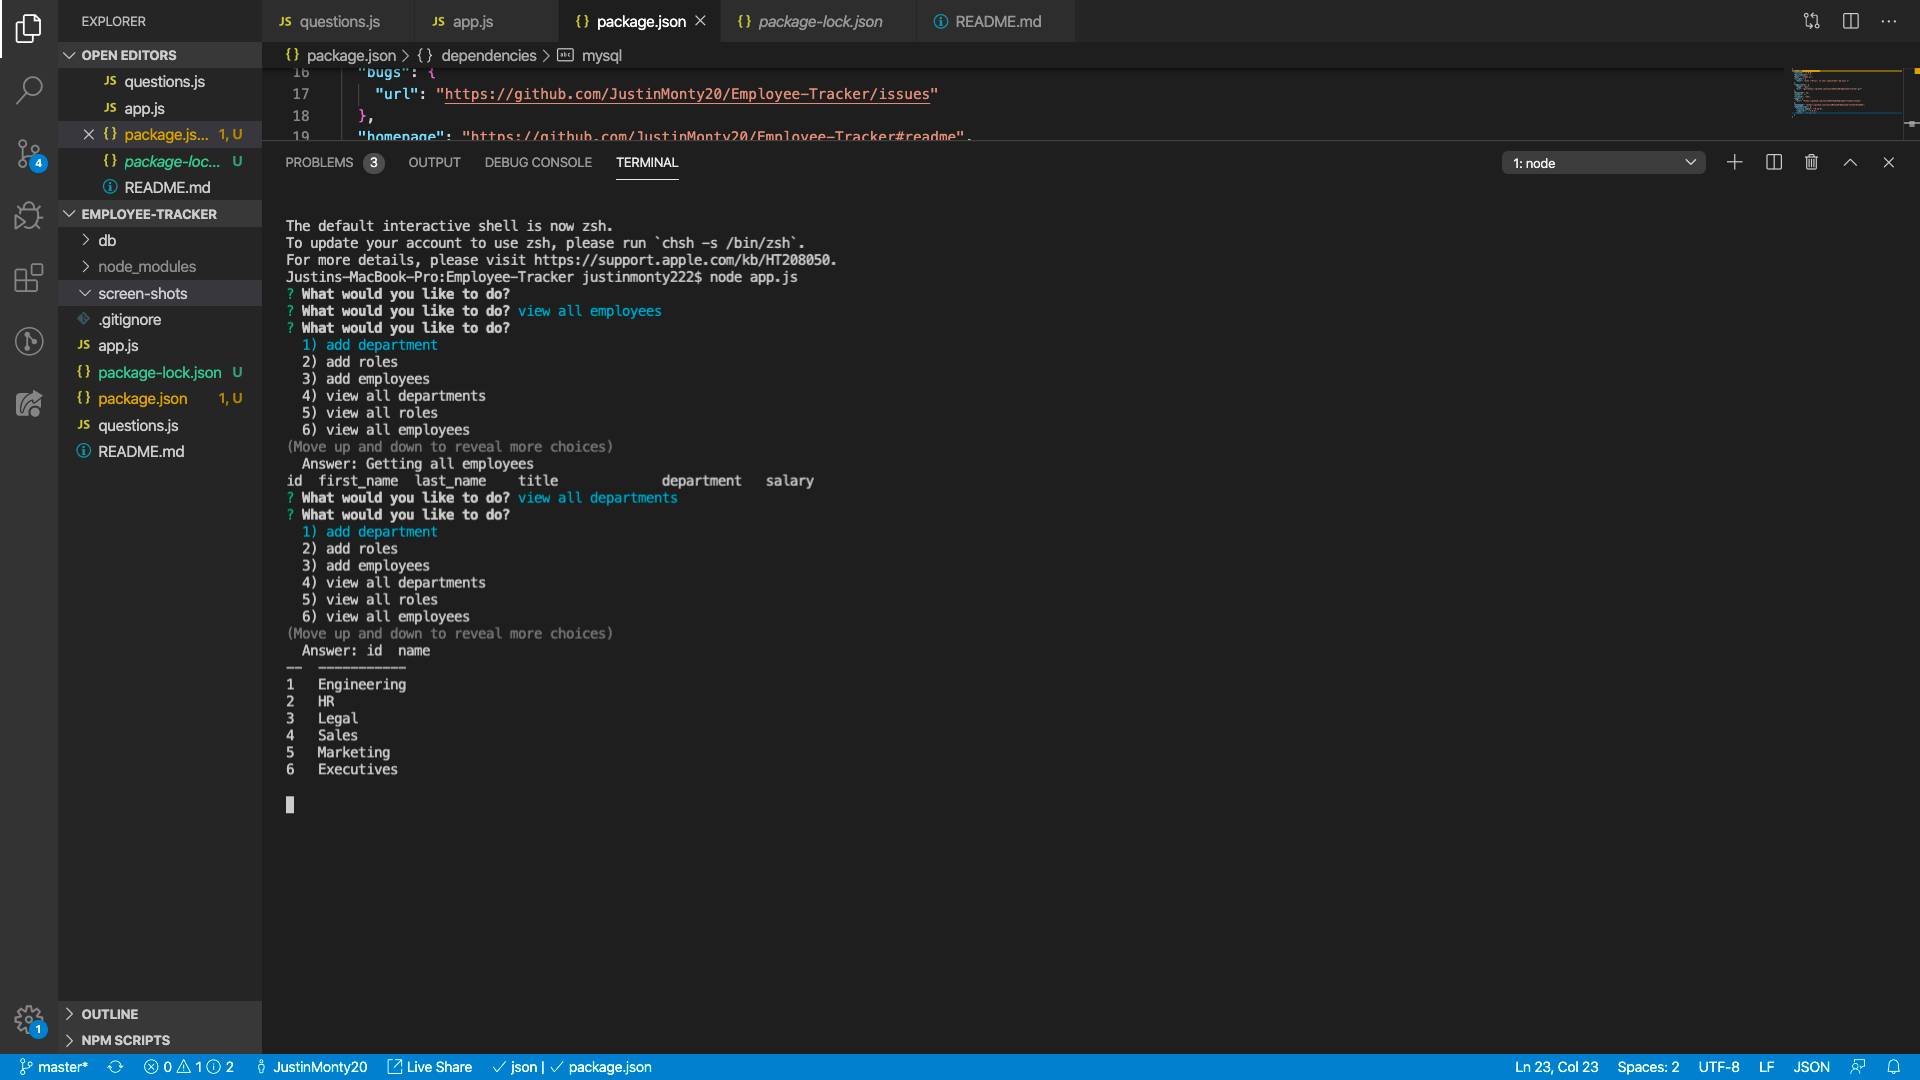 EXPLORER
questions.js
app.js
package.json
package-lock.json
README.md
OPEN EDITORS
package.json > {} dependencies > mysql
questions.js
app.js
package.js... 1, U
package-loc... U
README.md
16 "bugs": {
17 "url": "https://github.com/JustinMonty20/Employee-Tracker/issues"
18 },
19 "homepage": "https://github.com/JustinMonty20/Employee-Tracker#readme",
PROBLEMS 3 OUTPUT DEBUG CONSOLE TERMINAL 1: node
EMPLOYEE-TRACKER
db
node_modules
screen-shots
.gitignore
app.js
package-lock.json U
package.json 1, U
questions.js
README.md
The default interactive shell is now zsh.
To update your account to use zsh, please run `chsh -s /bin/zsh`.
For more details, please visit https://support.apple.com/kb/HT208050.
Justins-MacBook-Pro:Employee-Tracker justinmonty222$ node app.js
? What would you like to do?
? What would you like to do? view all employees
? What would you like to do?
1) add department
2) add roles
3) add employees
4) view all departments
5) view all roles
6) view all employees
(Move up and down to reveal more choices)
Answer: Getting all employees
id first_name last_name title department salary
? What would you like to do? view all departments
? What would you like to do?
1) add department
2) add roles
3) add employees
4) view all departments
5) view all roles
6) view all employees
(Move up and down to reveal more choices)
Answer: id name
-- -----------
1 Engineering
2 HR
3 Legal
4 Sales
5 Marketing
6 Executives
4
1
OUTLINE
NPM SCRIPTS
master* 0 1 2 JustinMonty20 Live Share json | package.json Ln 23, Col 23 Spaces: 2 UTF-8 LF JSON